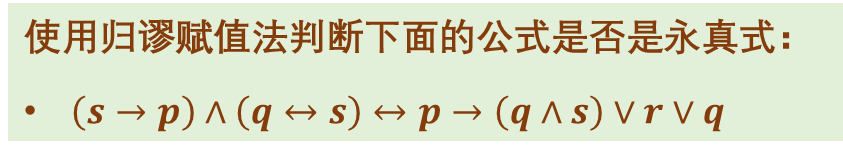 使用归谬赋值法判断下面的公式是否是永真式：
• (s → p) ∧ (q ↔ s) ↔ p → (q ∧ s) ∨ r ∨ q